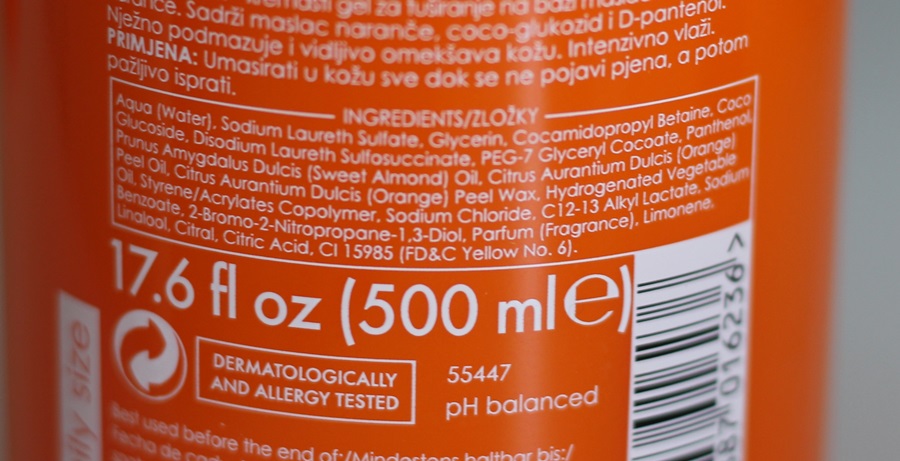 kremasti gel za tuširanje na bazi
naranče. Sadrži maslac naranče, coco-glukozid i D-pantenol.
Nježno podmazuje i vidljivo omekšava kožu. Intenzivno vlaži.
PRIMJENA: Umasirati u kožu sve dok se ne pojavi pjena, a potom
pažljivo isprati.
INGREDIENTS/ZLOŽKY
Aqua (Water), Sodium Laureth Sulfate, Glycerin, Cocamidopropyl Betaine, Coco-
Glucoside, Disodium Laureth Sulfosuccinate, PEG-7 Glyceryl Cocoate, Panthenol,
Prunus Amygdalus Dulcis (Sweet Almond) Oil, Citrus Aurantium Dulcis (Orange)
Peel Oil, Citrus Aurantium Dulcis (Orange) Peel Wax, Hydrogenated Vegetable
Oil, Styrene/Acrylates Copolymer, Sodium Chloride, C12-13 Alkyl Lactate, Sodium
Benzoate, 2-Bromo-2-Nitropropane-1,3-Diol, Parfum (Fragrance), Limonene,
Linalool, Citral, Citric Acid, CI 15985 (FD&C Yellow No. 6).
17.6 fl oz (500 ml e)
DERMATOLOGICALLY
AND ALLERGY TESTED
55447
pH balanced
size
87016236 >
Best used before the end of:/Mindestens haltbar bis:/
Fecha de